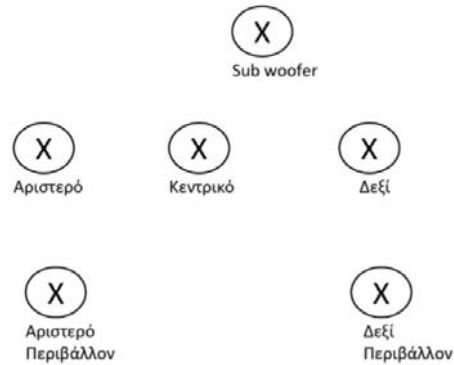 X
Sub woofer
X X X
Αριστερό Κεντρικό Δεξί
X X
Αριστερό Δεξί
Περιβάλλον Περιβάλλον